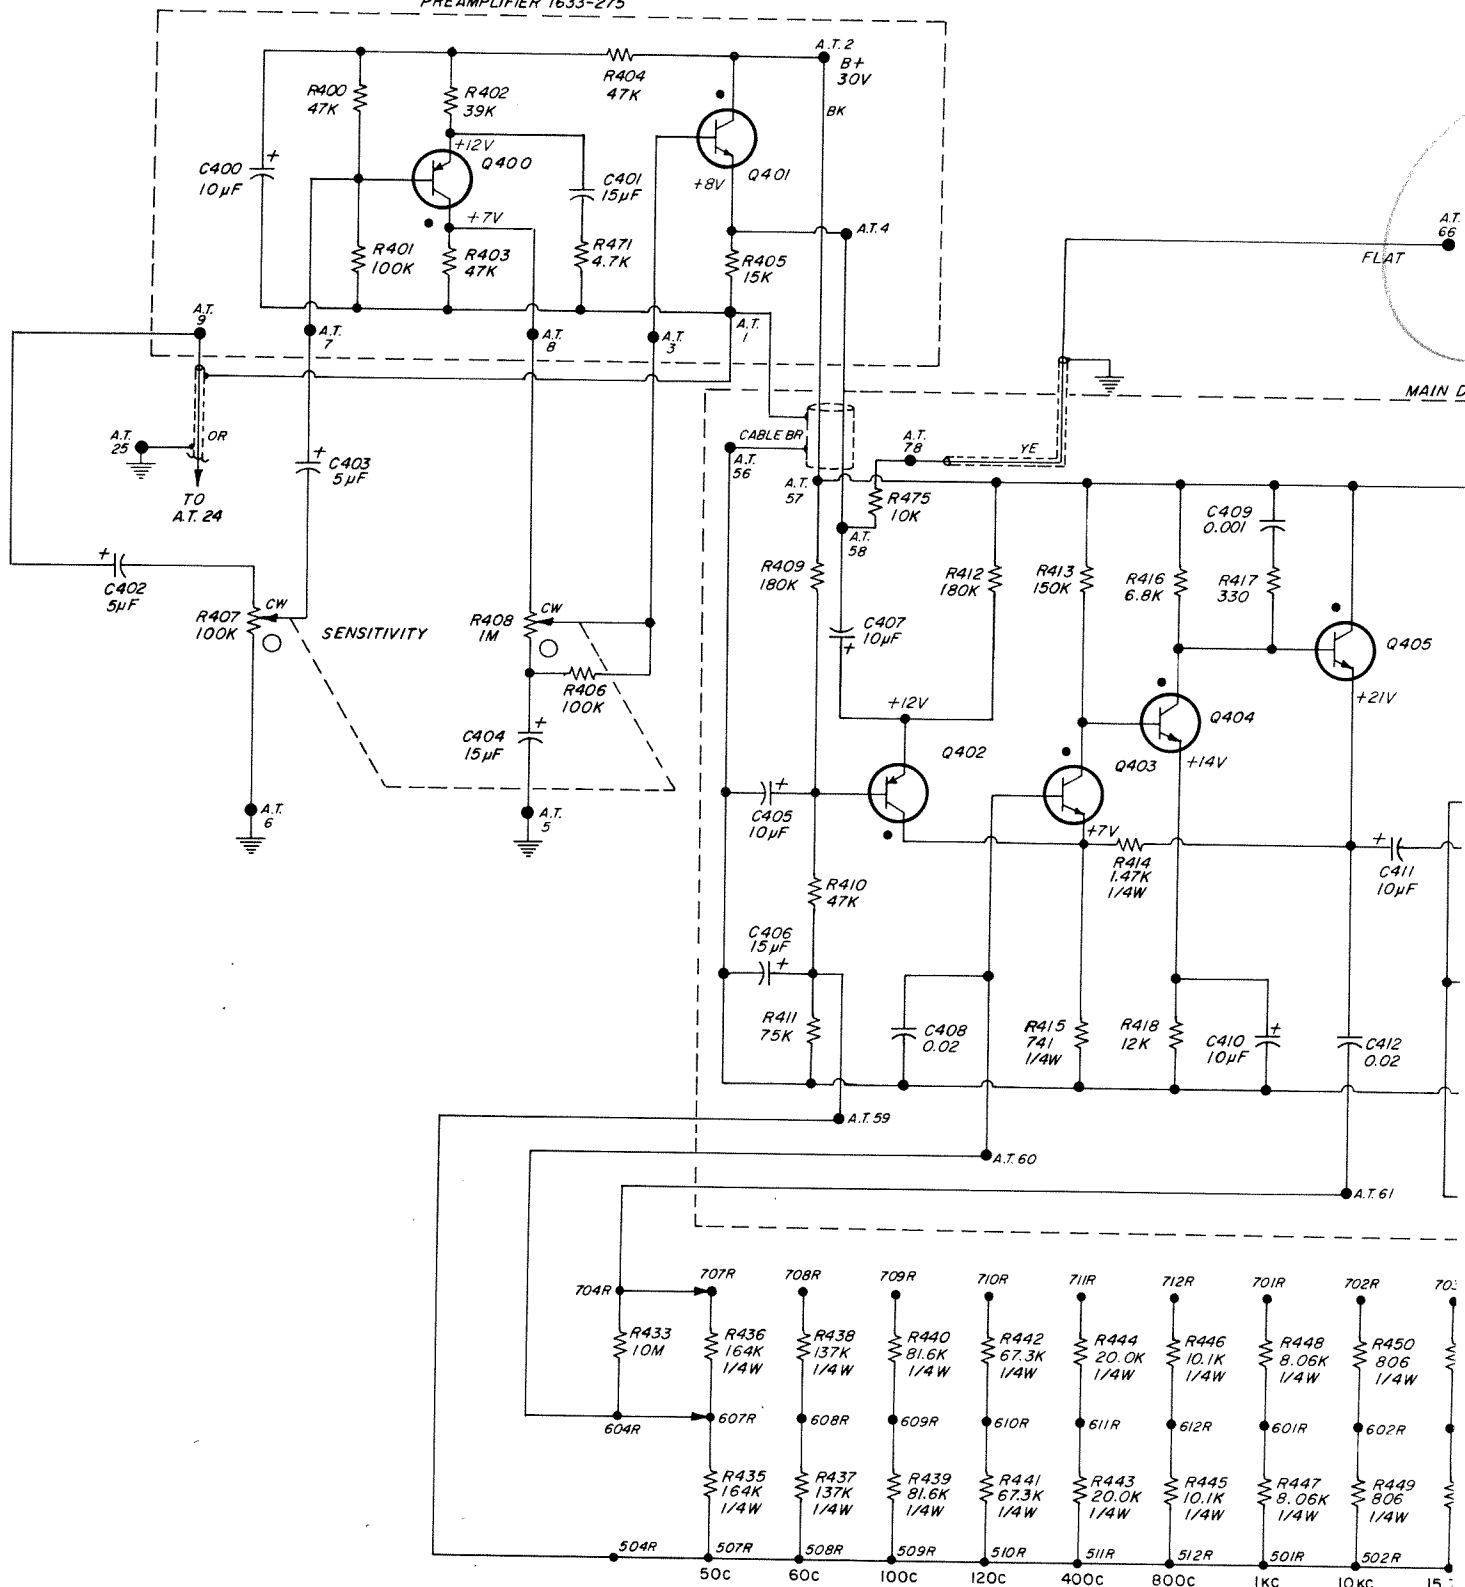 PREAMPLIFIER 1633-275
A.T. 2
B+
30V
BK
R400
47K
R402
39K
R404
47K
+12V
Q400
C400
+
10µF
C401
15µF
+8V
Q401
+7V
R401
100K
R403
47K
R471
4.7K
R405
15K
A.T.4
A.T.
66
FLAT
A.T.
9
A.T.
7
A.T.
8
A.T.
3
A.T.
1
MAIN D
A.T.
25
OR
TO
A.T. 24
+
C403
5µF
CABLE BR
A.T.
56
A.T.
78
YE
A.T.
57
R475
10K
A.T.
58
C409
0.001
+
C402
5µF
R407
100K
CW
SENSITIVITY
R408
1M
CW
R406
100K
R409
180K
C407
10µF
+
R412
180K
R413
150K
R416
6.8K
R417
330
Q405
+21V
C404
15µF
+
+12V
Q402
Q403
Q404
+14V
A.T.
6
A.T.
5
+
C405
10µF
+7V
R414
1.47K
1/4W
+
C411
10µF
R410
47K
C406
15µF
+
R411
75K
C408
0.02
R415
741
1/4W
R418
12K
C410
10µF
+
C412
0.02
A.T.59
A.T.60
A.T.61
704R
707R
708R
709R
710R
711R
712R
701R
702R
703
R433
10M
R436
164K
1/4W
R438
137K
1/4W
R440
81.6K
1/4W
R442
67.3K
1/4W
R444
20.0K
1/4W
R446
10.1K
1/4W
R448
8.06K
1/4W
R450
806
1/4W
604R
607R
608R
609R
610R
611R
612R
601R
602R
R435
164K
1/4W
R437
137K
1/4W
R439
81.6K
1/4W
R441
67.3K
1/4W
R443
20.0K
1/4W
R445
10.1K
1/4W
R447
8.06K
1/4W
R449
806
1/4W
504R
507R
508R
509R
510R
511R
512R
501R
502R
50C
60C
100C
120C
400C
800C
1KC
10KC
15.